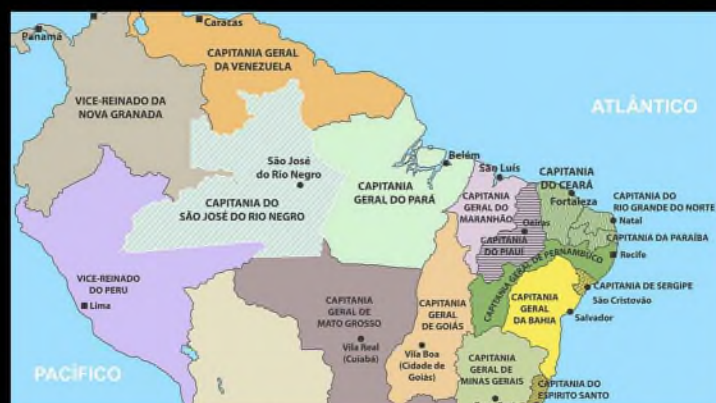 Caracas
Panamá
CAPITANIA GERAL
DA VENEZUELA
VICE-REINADO DA
NOVA GRANADA
ATLÂNTICO
São José
do Rio Negro
Belém
São Luís
CAPITANIA
DO CEARÁ
Fortaleza
CAPITANIA DO
SÃO JOSÉ DO RIO NEGRO
CAPITANIA
GERAL DO PARÁ
CAPITANIA
GERAL DO
MARANHÃO
CAPITANIA DO
RIO GRANDE DO NORTE
Natal
Oeiras
CAPITANIA
DO PIAUÍ
CAPITANIA DA PARAÍBA
Recife
CAPITANIA GERAL DE PERNAMBUCO
VICE-REINADO
DO PERU
Lima
CAPITANIA
GERAL DE
MATO GROSSO
Vila Real
(Cuiabá)
CAPITANIA
GERAL
DE GOIÁS
Vila Boa
(Cidade de
Goiás)
CAPITANIA
GERAL
DA BAHIA
CAPITANIA DE SERGIPE
São Cristovão
Salvador
PACÍFICO
CAPITANIA
GERAL DE
MINAS GERAIS
CAPITANIA DO
ESPIRITO SANTO